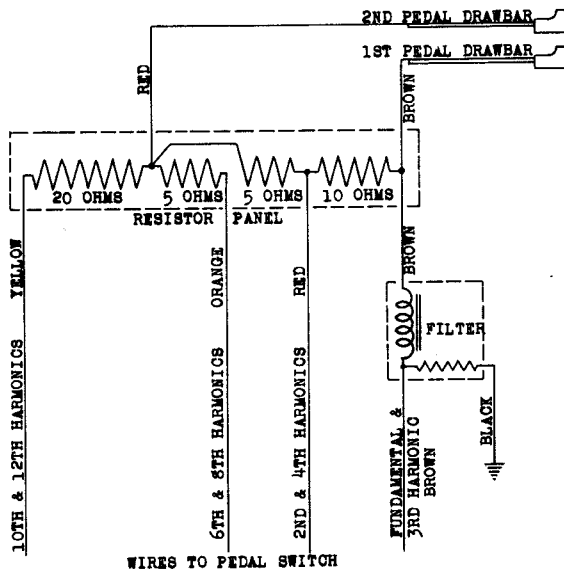 2ND PEDAL DRAWBAR
1ST PEDAL DRAWBAR
RED
BROWN
20 OHMS
5 OHMS
5 OHMS
10 OHMS
RESISTOR PANEL
YELLOW
ORANGE
RED
BROWN
FILTER
BLACK
10TH & 12TH HARMONICS
6TH & 8TH HARMONICS
2ND & 4TH HARMONICS
FUNDAMENTAL &
3RD HARMONIC
BROWN
WIRES TO PEDAL SWITCH